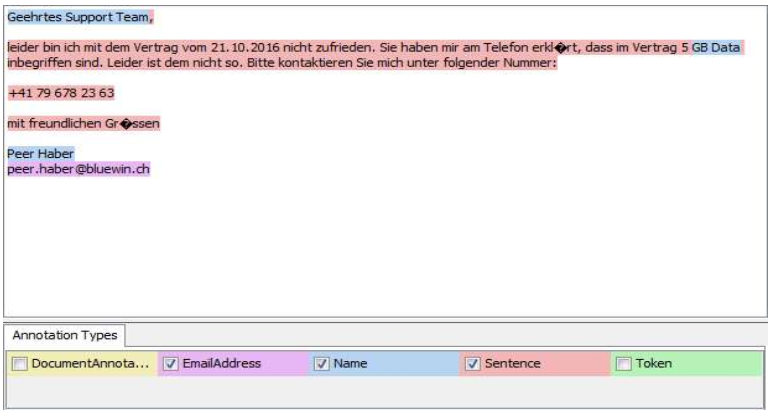 Geehrtes Support Team,
leider bin ich mit dem Vertrag vom 21.10.2016 nicht zufrieden. Sie haben mir am Telefon erkl�rt, dass im Vertrag 5 GB Data
inbegriffen sind. Leider ist dem nicht so. Bitte kontaktieren Sie mich unter folgender Nummer:
+41 79 678 23 63
mit freundlichen Gr�ssen
Peer Haber
peer.haber@bluewin.ch
Annotation Types
DocumentAnnota... EmailAddress Name Sentence Token